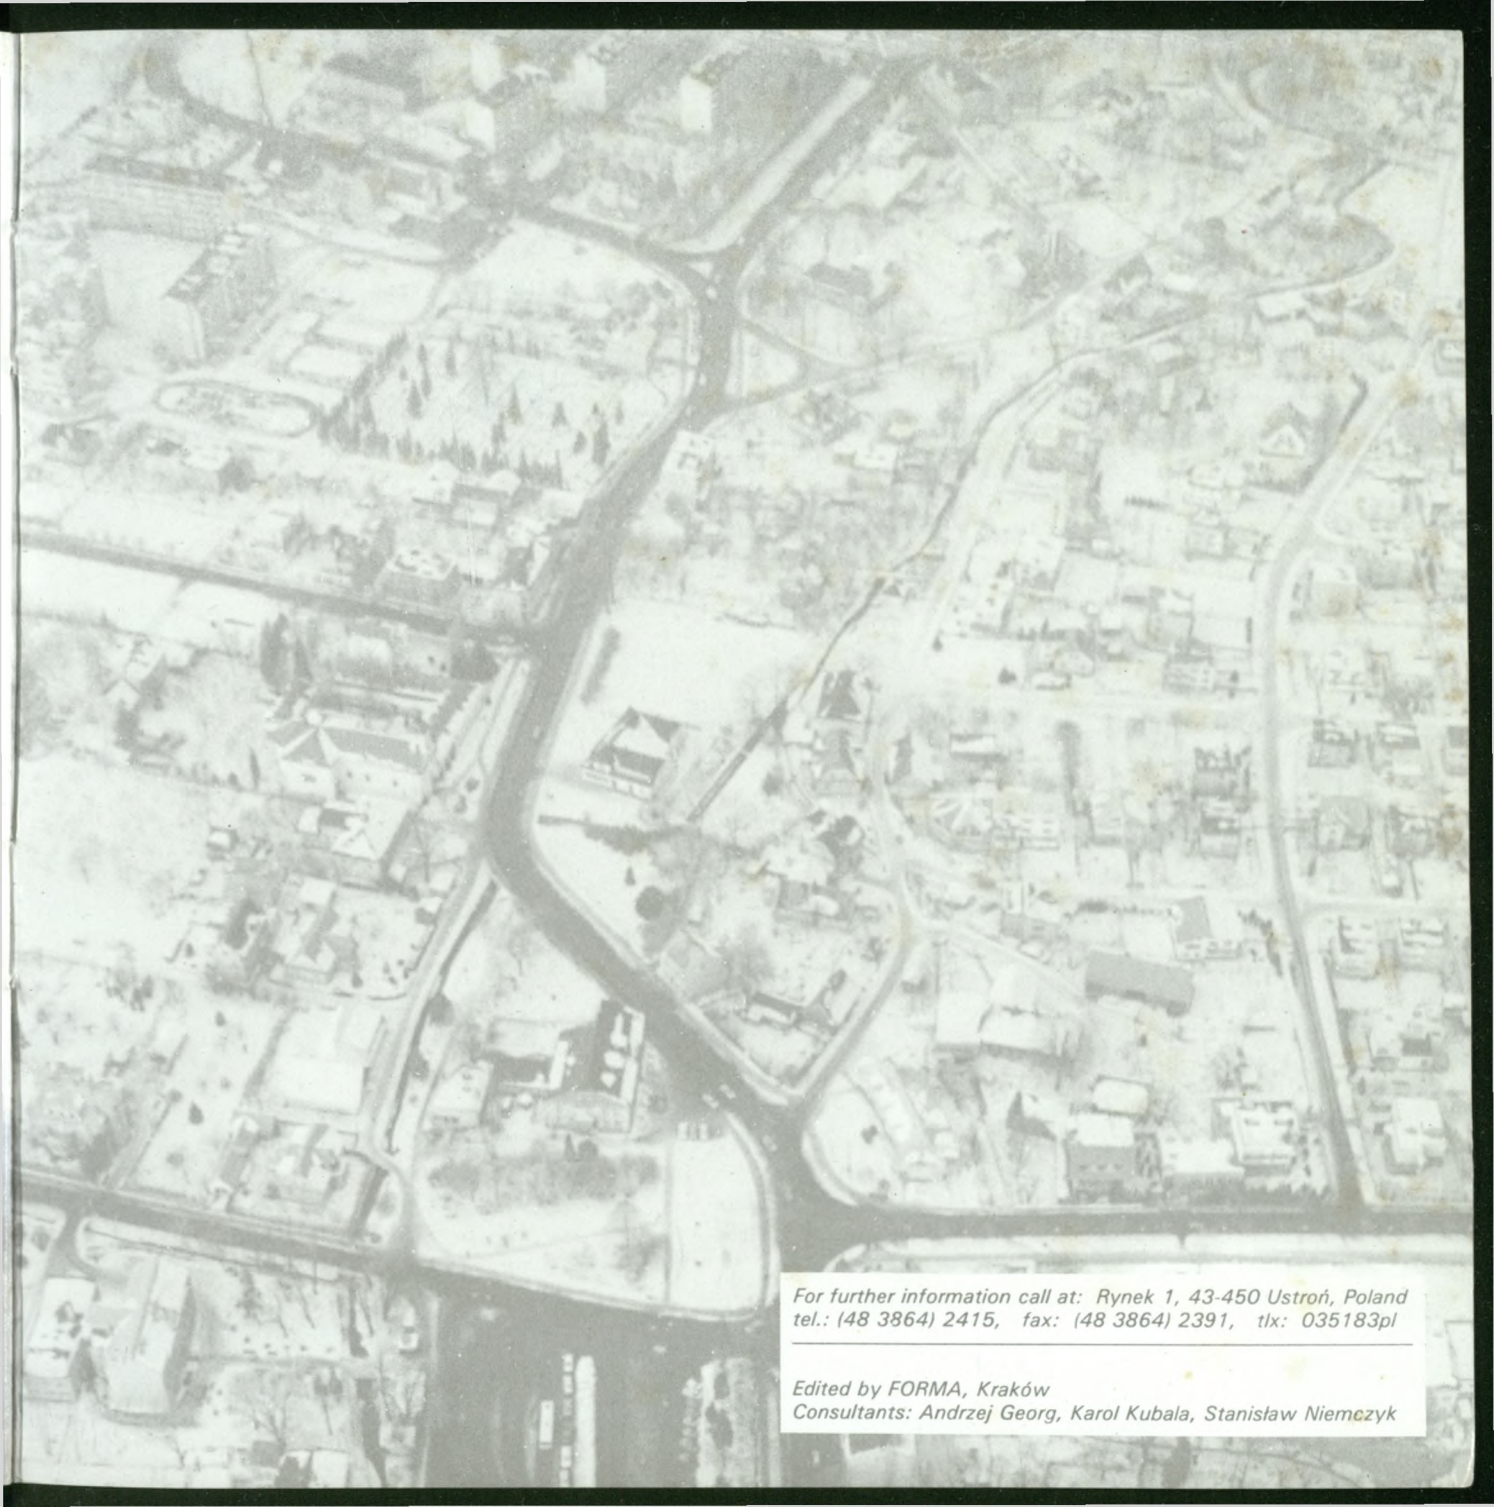 For further information call at: Rynek 1, 43-450 Ustroń, Poland
tel.: (48 3864) 2415, fax: (48 3864) 2391, tlx: 035183pl
Edited by FORMA, Kraków
Consultants: Andrzej Georg, Karol Kubala, Stanisław Niemczyk